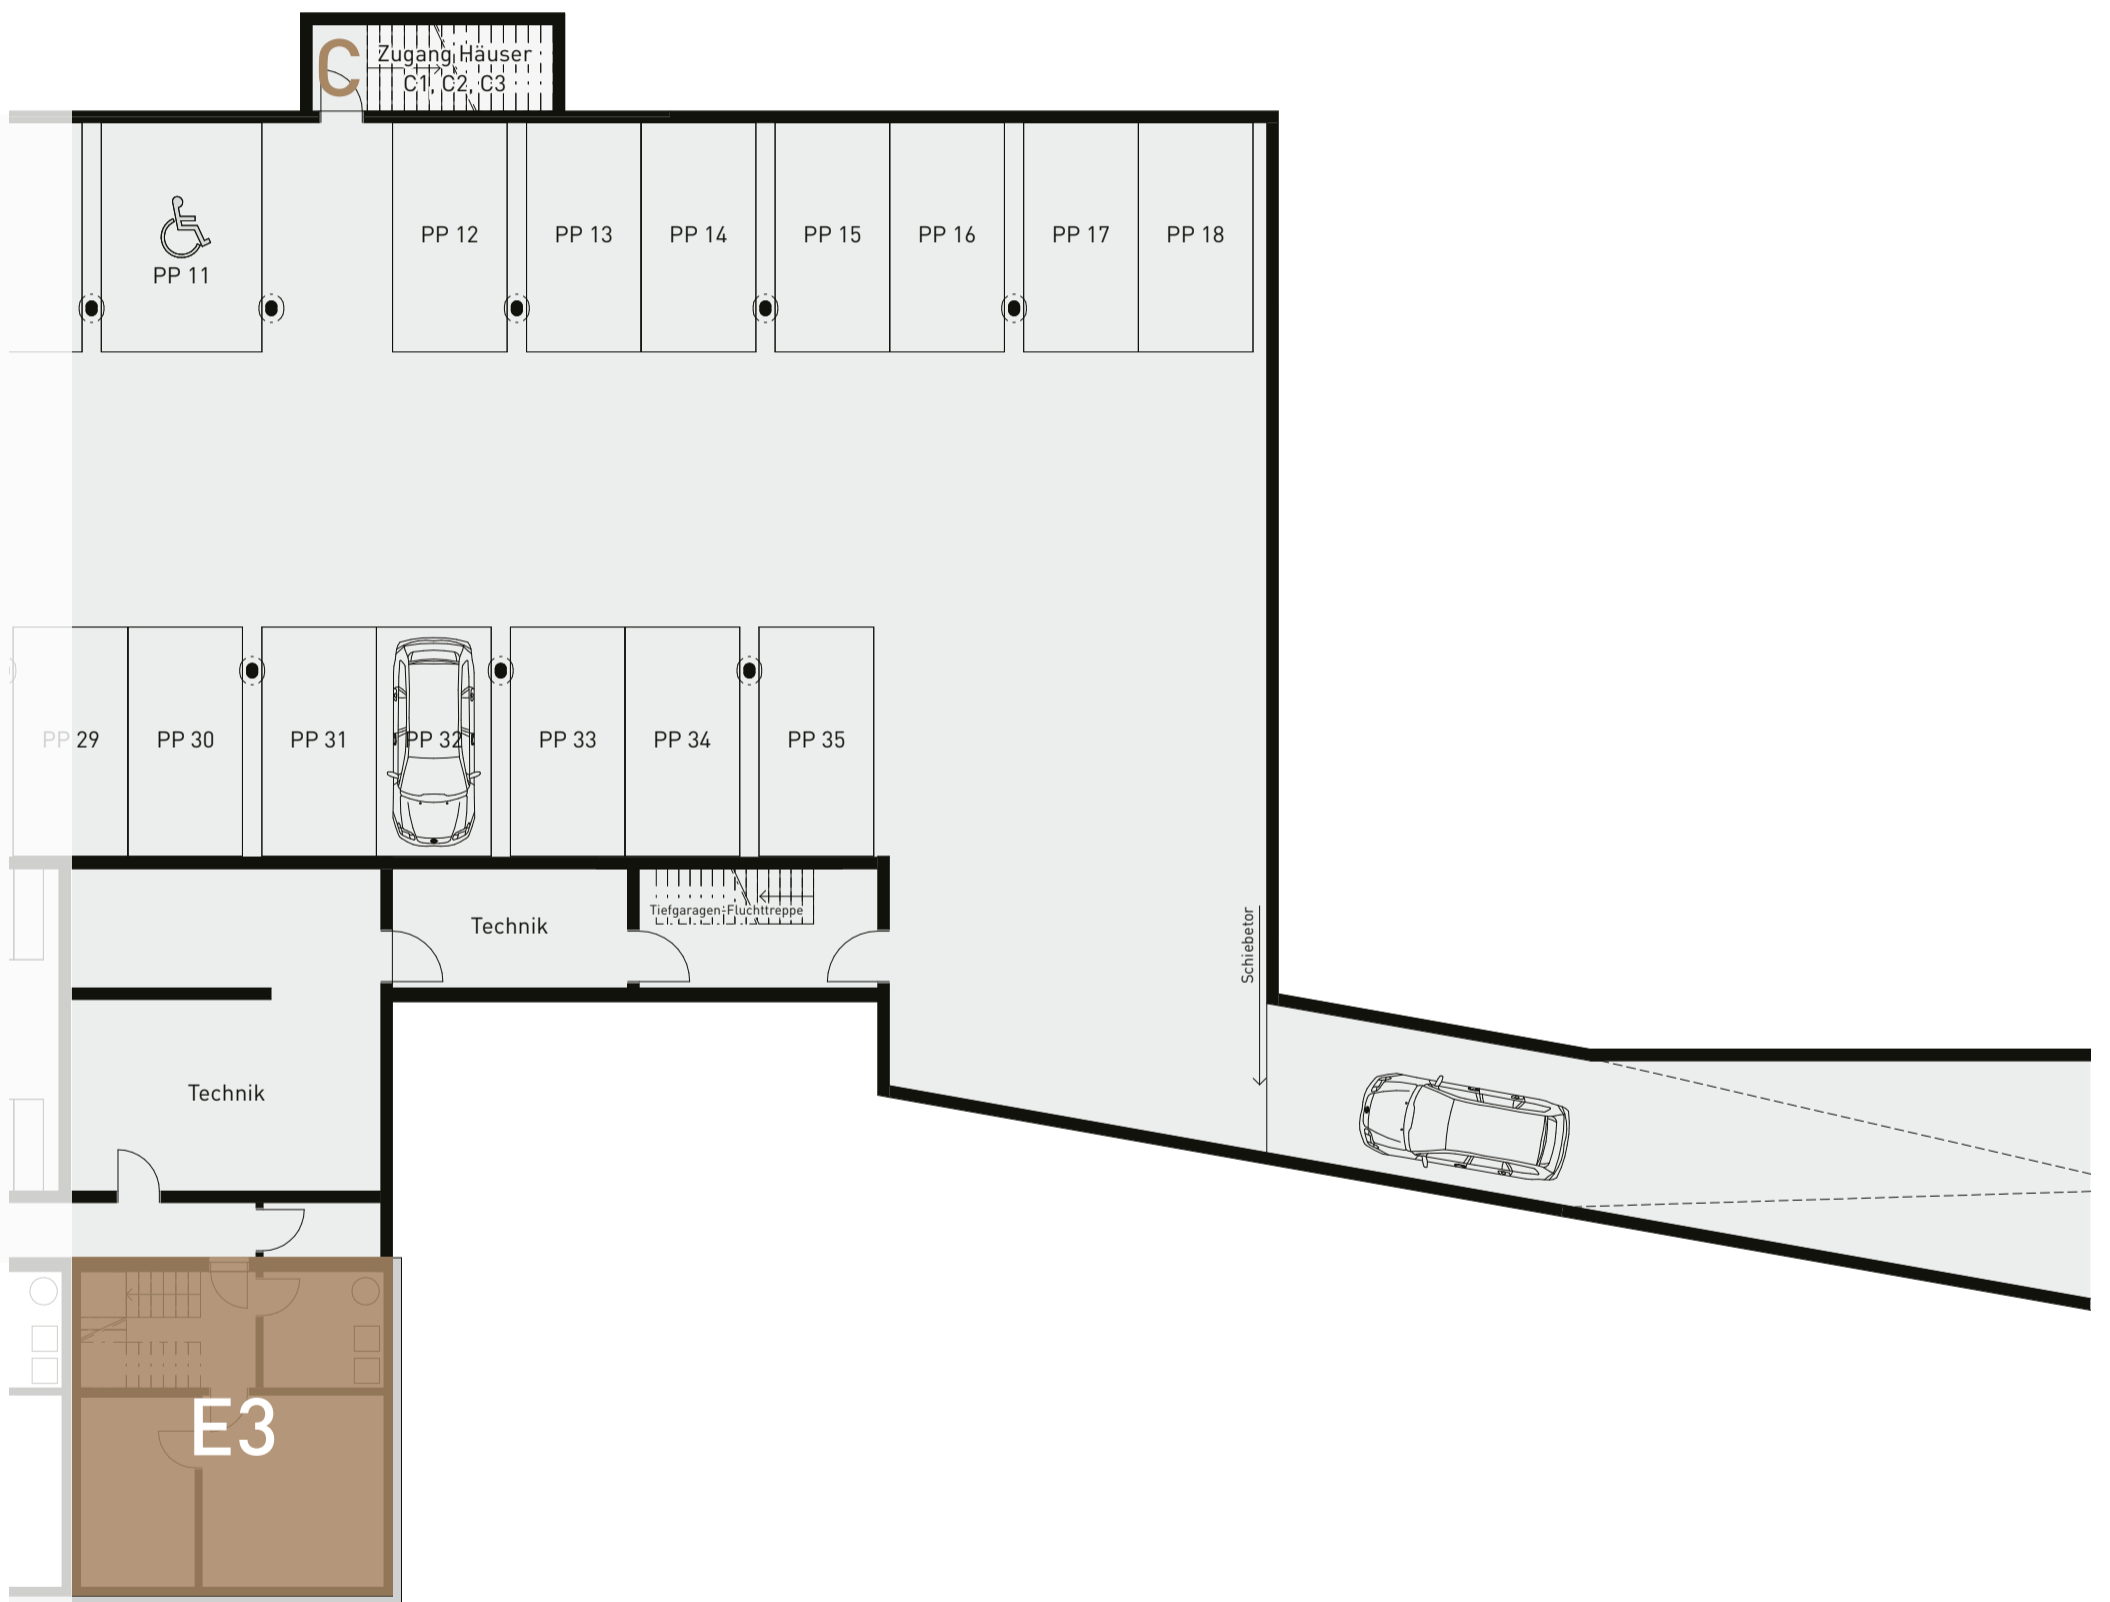 C
Zugang Häuser
C1, C2, C3
PP 11
PP 12
PP 13
PP 14
PP 15
PP 16
PP 17
PP 18
PP 29
PP 30
PP 31
PP 32
PP 33
PP 34
PP 35
Technik
Tiefgaragen-Fluchttreppe
Schiebetor
Technik
E3